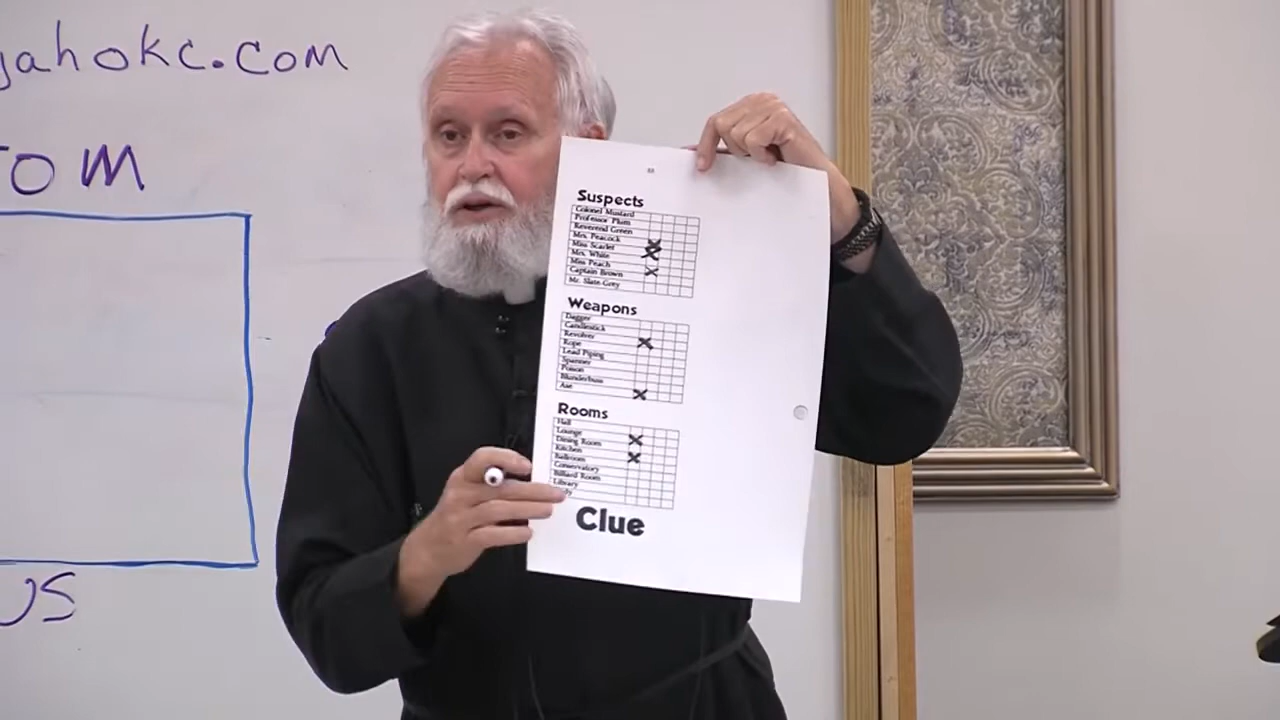 jahokc.com
TOM
US
Suspects
Colonel Mustard
Professor Plum
Reverend Green
Mrs. Peacock
Miss Scarlet
Mrs. White
Miss Peach
Captain Brown
Mr. Slate-Grey
Weapons
Dagger
Candlestick
Revolver
Rope
Lead Piping
Spanner
Poison
Blunderbuss
Axe
Rooms
Hall
Lounge
Dining Room
Kitchen
Ballroom
Conservatory
Billiard Room
Library
Clue